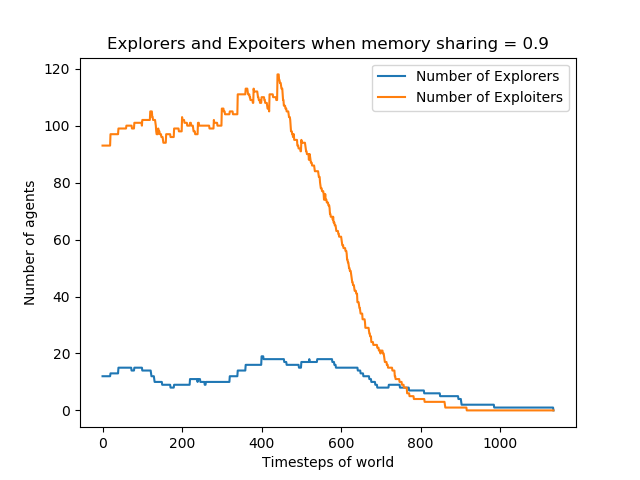 Explorers and Expoiters when memory sharing = 0.9
Number of Explorers
Number of Exploiters
120
100
80
60
40
20
0
Number of agents
0 200 400 600 800 1000
Timesteps of world